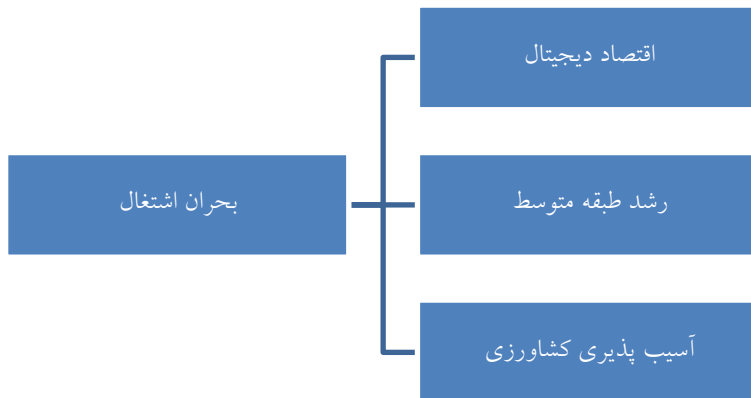 اقتصاد دیجیتال
بحران اشتغال
رشد طبقه متوسط
آسیب پذیری کشاورزی